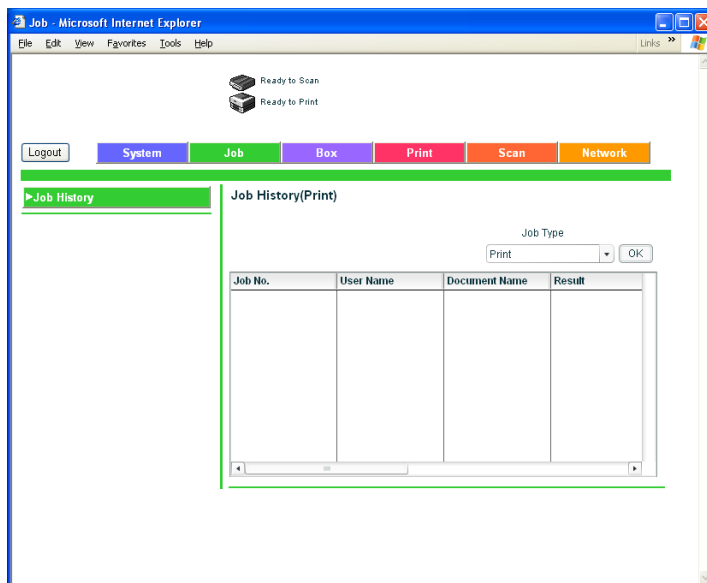 Job - Microsoft Internet Explorer
File Edit View Favorites Tools Help Links »
Ready to Scan
Ready to Print
Logout System Job Box Print Scan Network
Job History
Job History(Print)
Job Type
Print OK
Job No. User Name Document Name Result